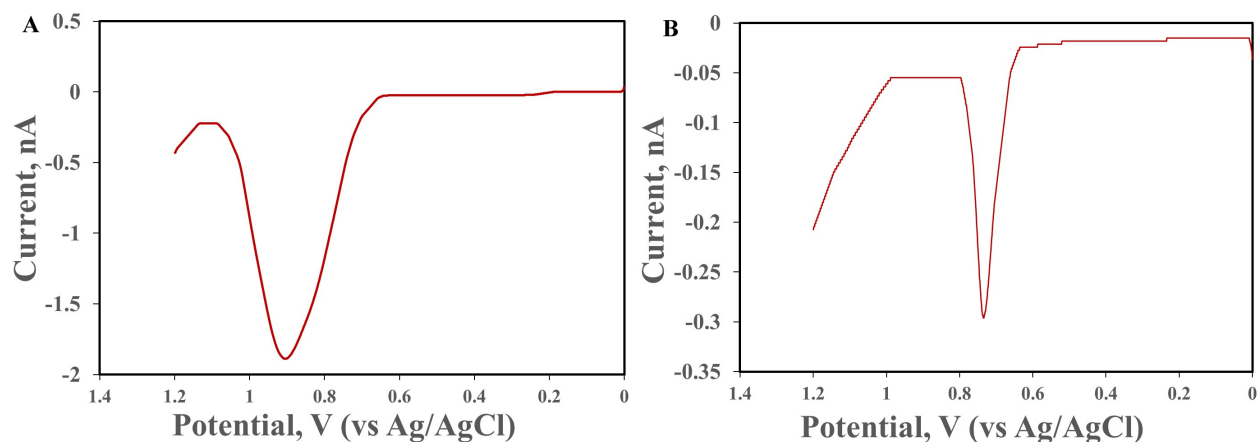 A
Current, nA
0.5
0
-0.5
-1
-1.5
-2
1.4 1.2 1 0.8 0.6 0.4 0.2 0
Potential, V (vs Ag/AgCl)
B
Current, nA
0
-0.05
-0.1
-0.15
-0.2
-0.25
-0.3
-0.35
1.4 1.2 1 0.8 0.6 0.4 0.2 0
Potential, V (vs Ag/AgCl)